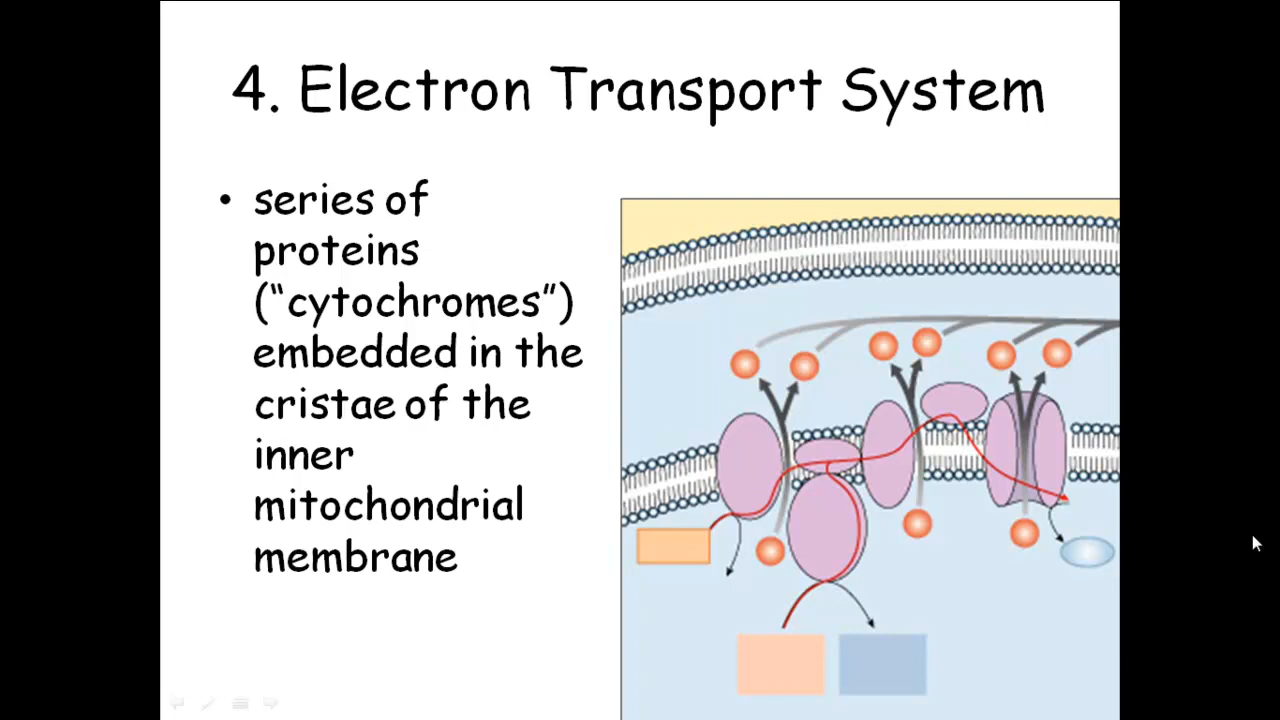 4. Electron Transport System
• series of
proteins
(“cytochromes”)
embedded in the
cristae of the
inner
mitochondrial
membrane